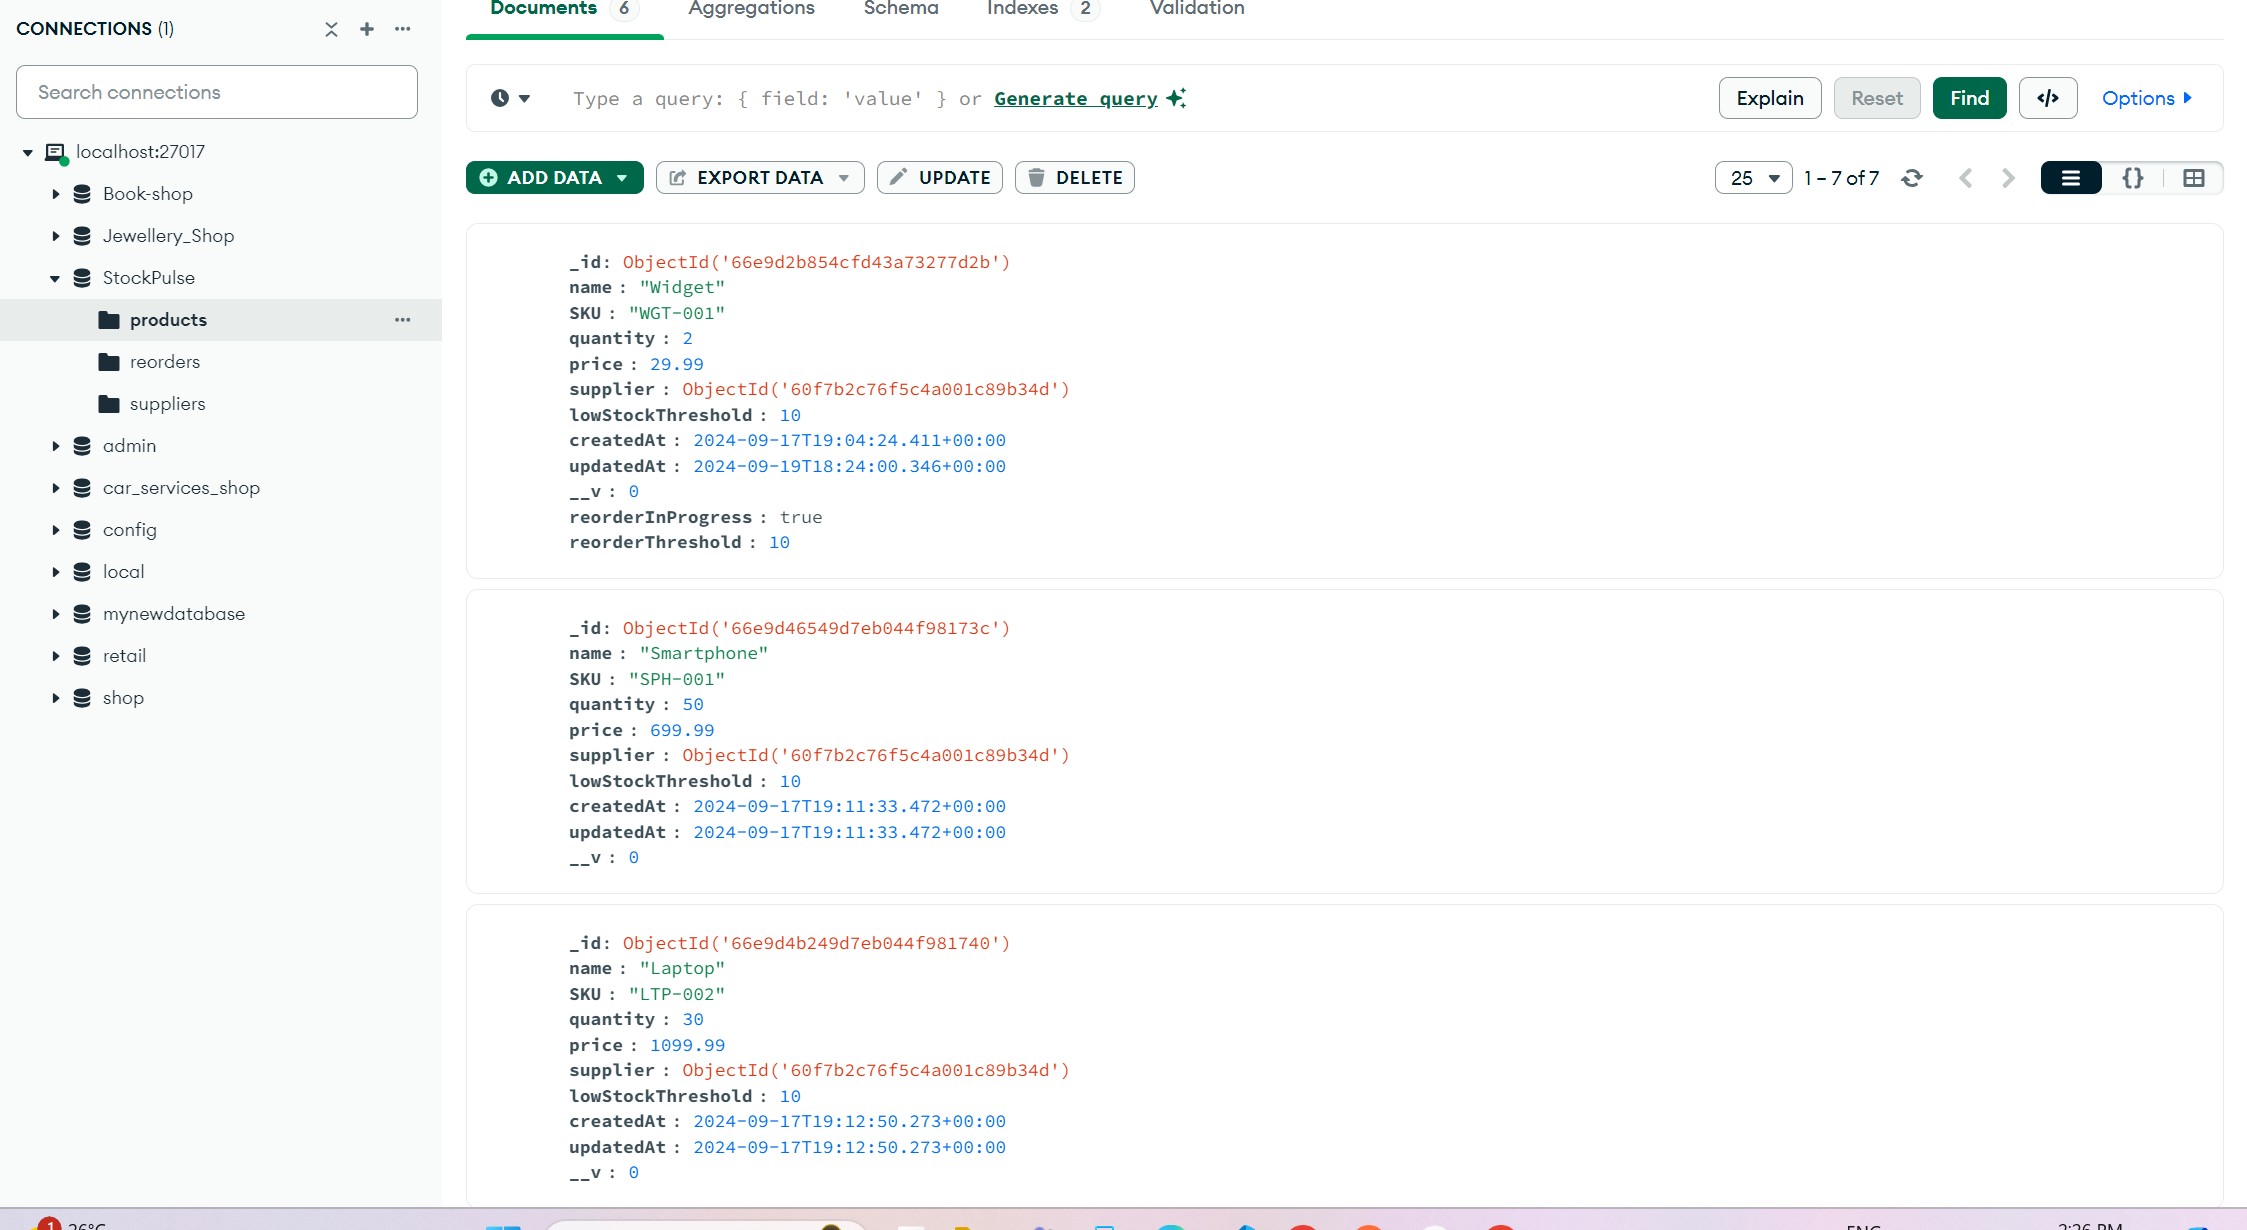 CONNECTIONS (1)
Search connections
localhost:27017
Book-shop
Jewellery_Shop
StockPulse
products
reorders
suppliers
admin
car_services_shop
config
local
mynewdatabase
retail
shop
Documents 6 Aggregations Schema Indexes 2 Validation
Type a query: { field: 'value' } or Generate query
Explain Reset Find </> Options
ADD DATA EXPORT DATA UPDATE DELETE
25 1 – 7 of 7 {}
_id: ObjectId('66e9d2b854cfd43a73277d2b')
name : "Widget"
SKU : "WGT-001"
quantity : 2
price : 29.99
supplier : ObjectId('60f7b2c76f5c4a001c89b34d')
lowStockThreshold : 10
createdAt : 2024-09-17T19:04:24.411+00:00
updatedAt : 2024-09-19T18:24:00.346+00:00
__v : 0
reorderInProgress : true
reorderThreshold : 10
_id: ObjectId('66e9d46549d7eb044f98173c')
name : "Smartphone"
SKU : "SPH-001"
quantity : 50
price : 699.99
supplier : ObjectId('60f7b2c76f5c4a001c89b34d')
lowStockThreshold : 10
createdAt : 2024-09-17T19:11:33.472+00:00
updatedAt : 2024-09-17T19:11:33.472+00:00
__v : 0
_id: ObjectId('66e9d4b249d7eb044f981740')
name : "Laptop"
SKU : "LTP-002"
quantity : 30
price : 1099.99
supplier : ObjectId('60f7b2c76f5c4a001c89b34d')
lowStockThreshold : 10
createdAt : 2024-09-17T19:12:50.273+00:00
updatedAt : 2024-09-17T19:12:50.273+00:00
__v : 0
1
ENG